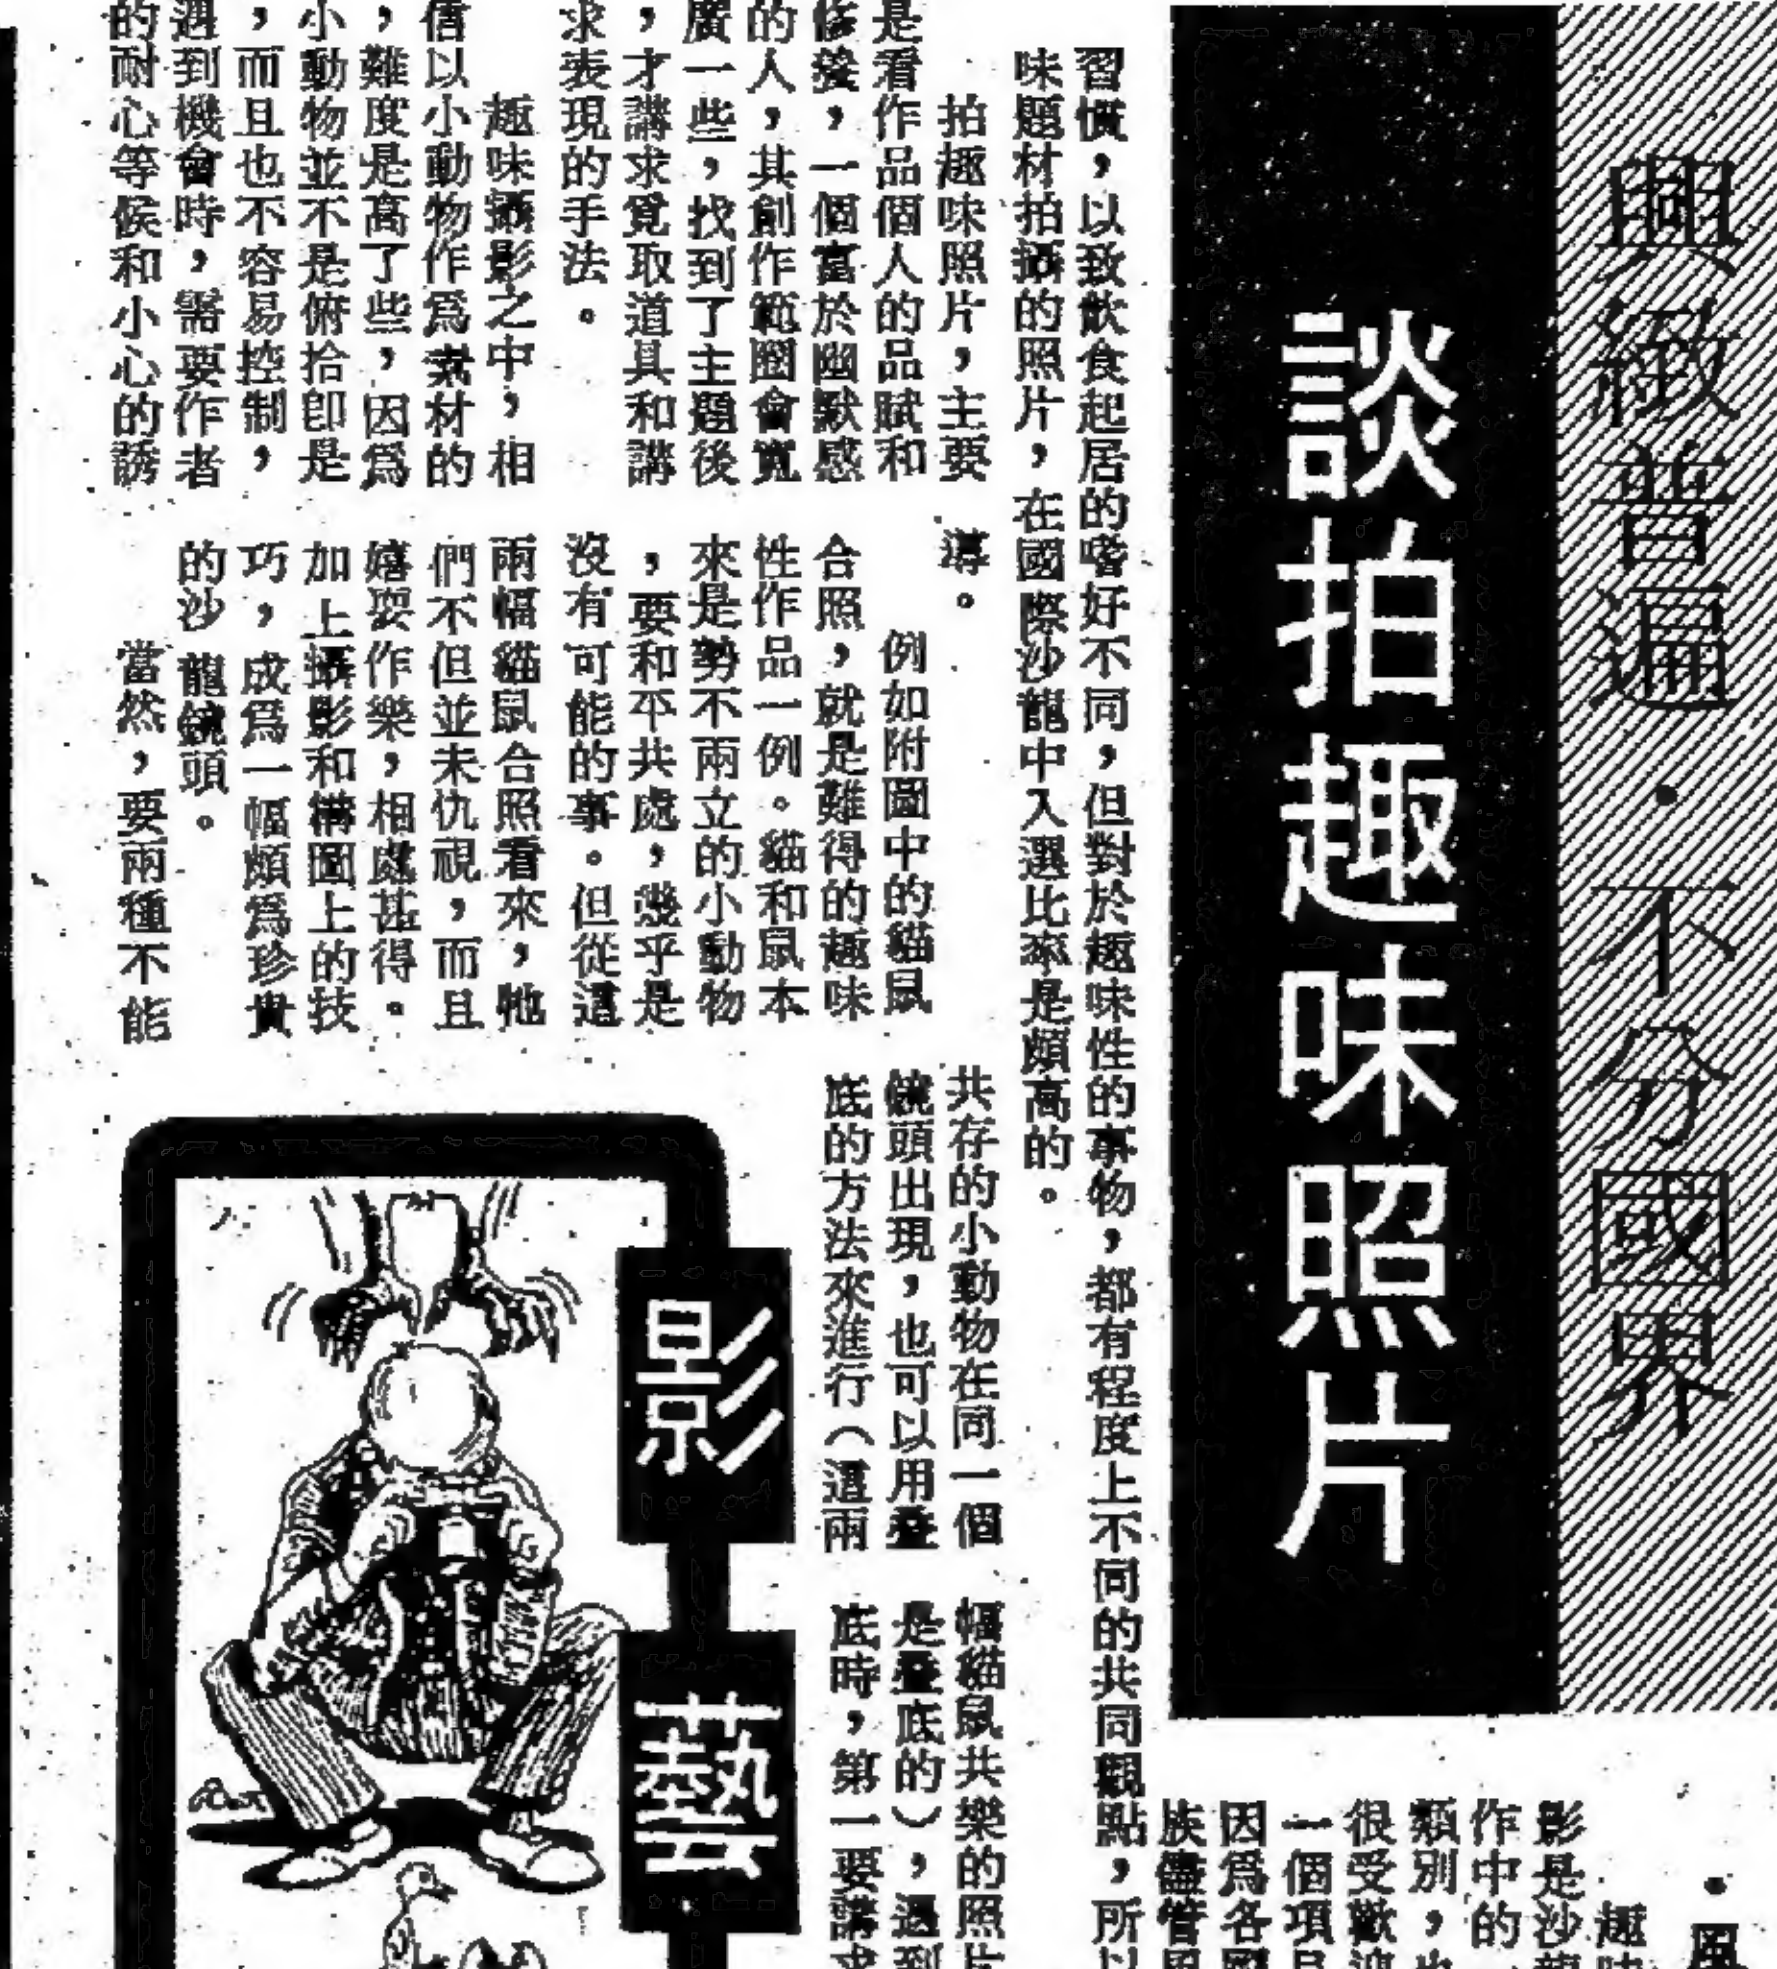 興緻普遍·不分國界
談拍趣味照片
趣味
影是沙龍
作中的
類別，也
很受歡迎
一個項目
因爲各國
族儘管風
習慣，以致飲食起居的嗜好不同，但對於趣味性的事物，都有程度上不同的共同觀點，所以
味題材拍攝的照片，在國際沙龍中入選比率是頗高的。
拍趣味照片，主要
是看作品個人的品賦和
修養，一個富於幽默感
的人，其創作範圍會寬
廣一些，找到了主題後
，才講求覓取道具和講
求表現的手法。
趣味攝影之中，相
信以小動物作爲素材的
，難度是高了些，因爲
小動物並不是俯拾卽是
，而且也不容易控制，
遇到機會時，需要作者
的耐心等候和小心的誘
導。
例如附圖中的貓鼠
合照，就是難得的趣味
性作品一例。貓和鼠本
來是勢不兩立的小動物
，要和平共處，幾乎是
沒有可能的事。但從這
兩幅貓鼠合照看來，牠
們不但並未仇視，而且
嬉耍作樂，相處甚得。
加上攝影和構圖上的技
巧，成爲一幅頗爲珍貴
的沙龍鏡頭。
當然，要兩種不能
共存的小動物在同一個
鏡頭出現，也可以用叠
底的方法來進行（這兩
幅貓鼠共樂的照片
是叠底的），遇到
底時，第一要講求
影
藝